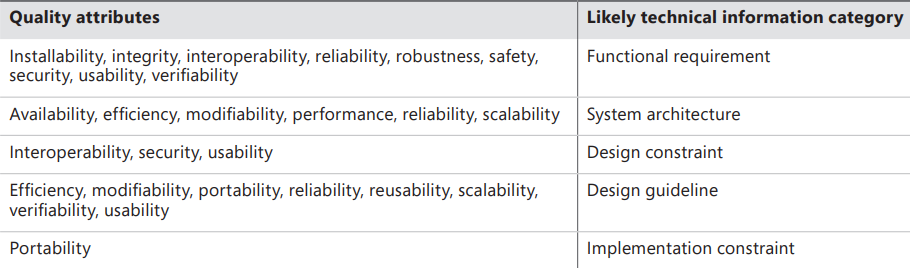 Quality attributes Likely technical information category
Installability, integrity, interoperability, reliability, robustness, safety, Functional requirement
security, usability, verifiability
Availability, efficiency, modifiability, performance, reliability, scalability System architecture
Interoperability, security, usability Design constraint
Efficiency, modifiability, portability, reliability, reusability, scalability, Design guideline
verifiability, usability
Portability Implementation constraint